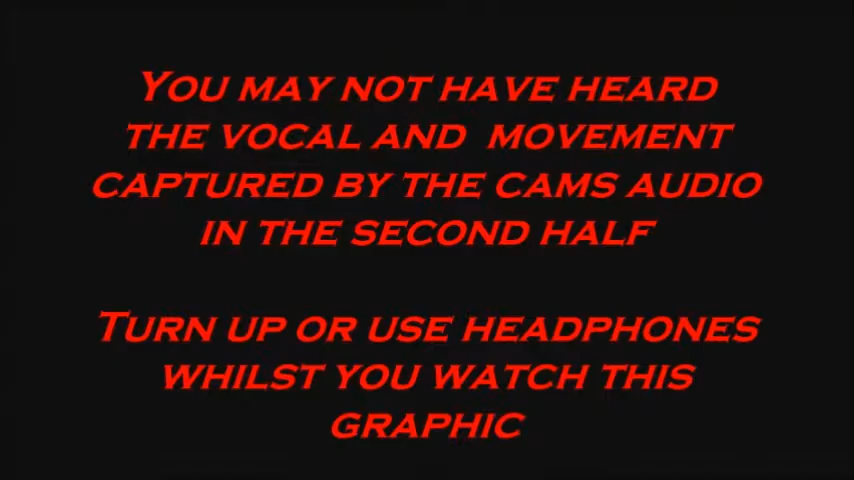 You may not have heard
the vocal and movement
captured by the cams audio
in the second half
Turn up or use headphones
whilst you watch this
graphic